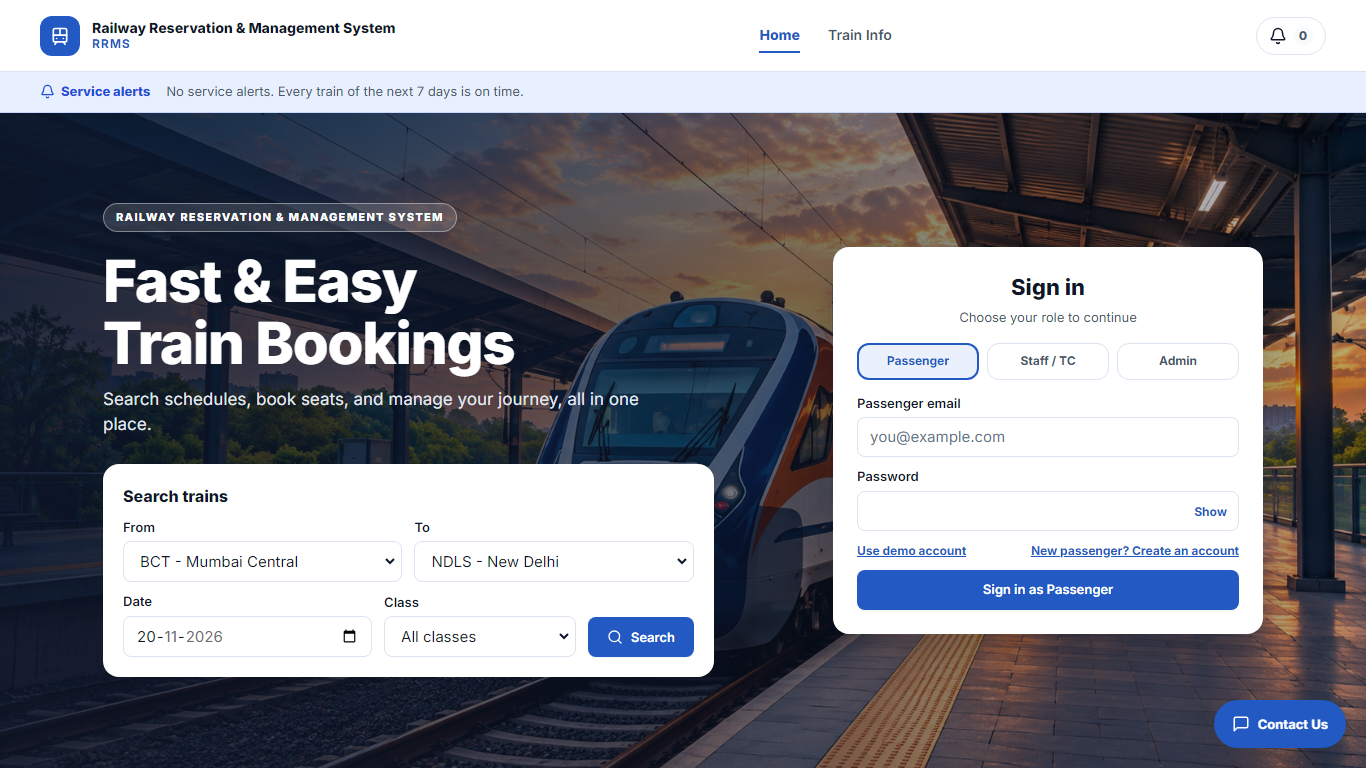 Railway Reservation & Management System
RRMS
Home
Train Info
0
Service alerts
No service alerts. Every train of the next 7 days is on time.
RAILWAY RESERVATION & MANAGEMENT SYSTEM
Fast & Easy
Train Bookings
Search schedules, book seats, and manage your journey, all in one
place.
Search trains
From
To
BCT - Mumbai Central
NDLS - New Delhi
Date
Class
20-11-2026
All classes
Search
Sign in
Choose your role to continue
Passenger
Staff / TC
Admin
Passenger email
you@example.com
Password
Show
Use demo account
New passenger? Create an account
Sign in as Passenger
Contact Us